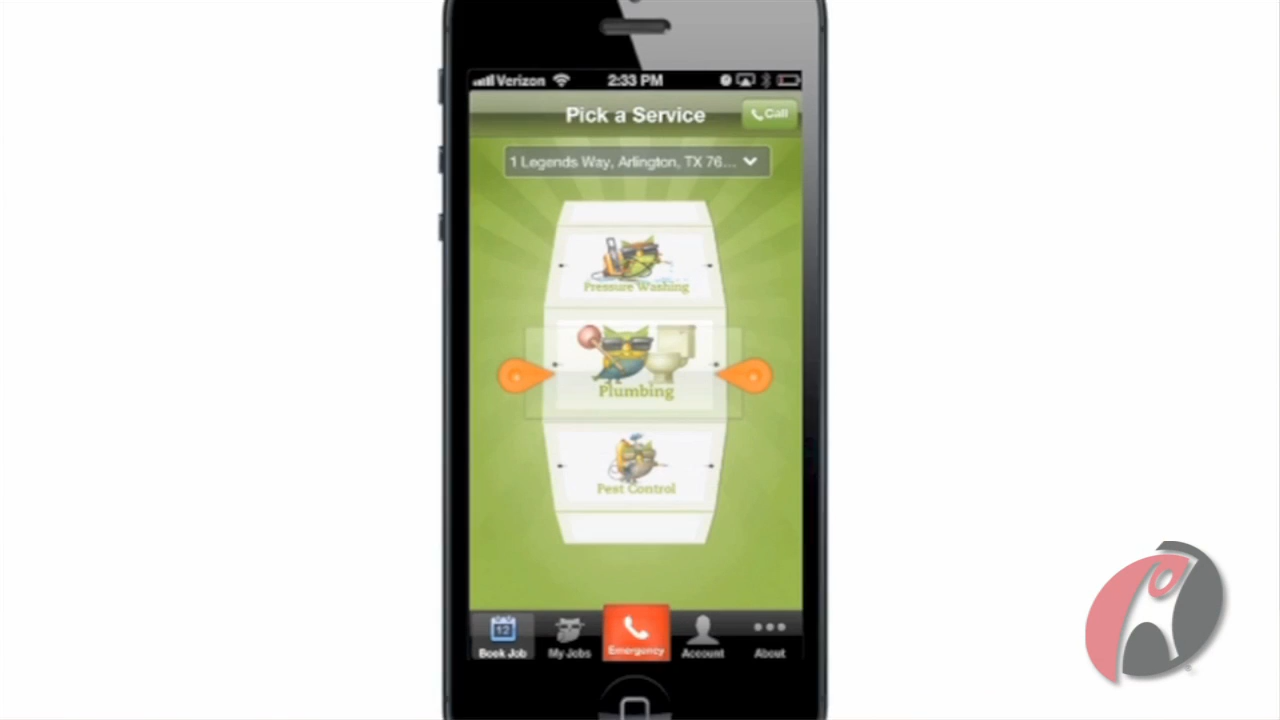 Verizon 2:33 PM
Pick a Service
Call
1 Legends Way, Arlington, TX 76...
Pressure Washing
Plumbing
Pest Control
12
Book Job My Jobs Emergency Account About